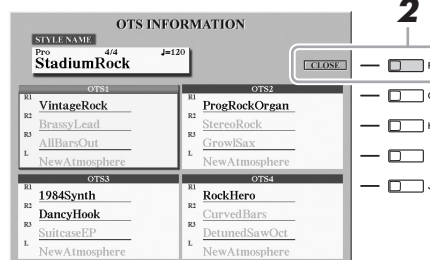 2
OTS INFORMATION
STYLE NAME
Pro 4/4 ♩=120
StadiumRock
CLOSE
OTS1
R1 VintageRock
R2 BrassyLead
R3 AllBarsOut
L NewAtmosphere
OTS2
R1 ProgRockOrgan
R2 StereoRock
R3 GrowlSax
L NewAtmosphere
OTS3
R1 1984Synth
R2 DancyHook
R3 SuitcaseEP
L NewAtmosphere
OTS4
R1 RockHero
R2 CurvedBars
R3 DetunedSawOct
L NewAtmosphere
J